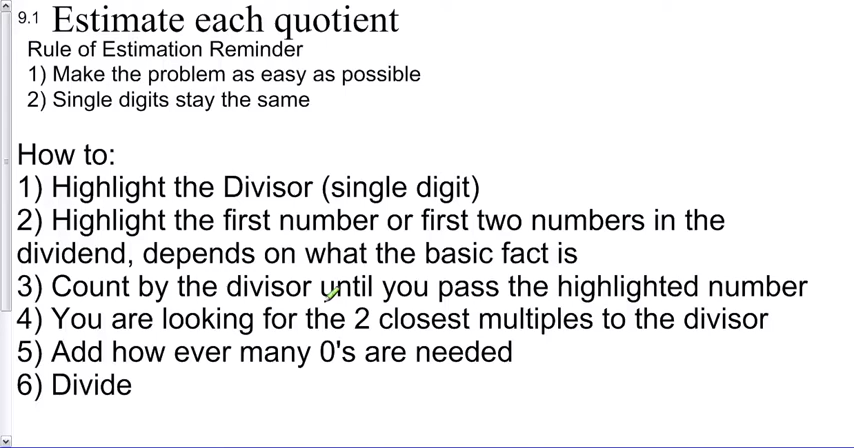 9.1 Estimate each quotient
Rule of Estimation Reminder
1) Make the problem as easy as possible
2) Single digits stay the same
How to:
1) Highlight the Divisor (single digit)
2) Highlight the first number or first two numbers in the
dividend, depends on what the basic fact is
3) Count by the divisor until you pass the highlighted number
4) You are looking for the 2 closest multiples to the divisor
5) Add how ever many 0's are needed
6) Divide